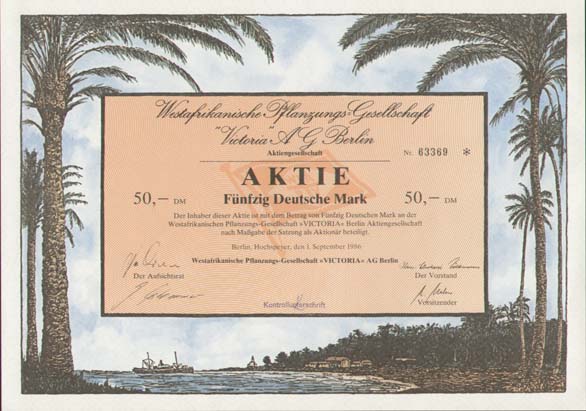 Westafrikanische Pflanzungs-Gesellschaft
"Victoria" A G Berlin
Aktiengesellschaft
Nr. 63369 *
AKTIE
50,— DM Fünfzig Deutsche Mark 50,— DM
Der Inhaber dieser Aktie ist mit dem Betrag von Fünfzig Deutschen Mark an der
Westafrikanischen Pflanzungs-Gesellschaft »VICTORIA« Berlin Aktiengesellschaft
nach Maßgabe der Satzung als Aktionär beteiligt.
Berlin, Hochspeyer, den 1. September 1986
Westafrikanische Pflanzungs-Gesellschaft »VICTORIA« AG Berlin
Der Aufsichtsrat
Der Vorstand
Vorsitzender
Kontrollunterschrift